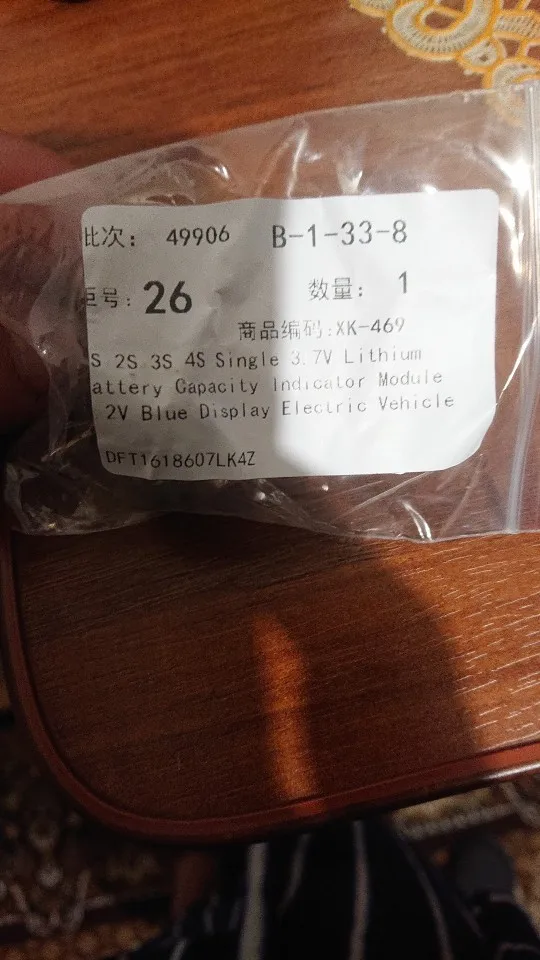 比次： 49906 B-1-33-8
巨号: 26 数量： 1
商品编码:XK-469
S 2S 3S 4S Single 3.7V Lithium
attery Capacity Indicator Module
2V Blue Display Electric Vehicle
DFT1618607LK4Z